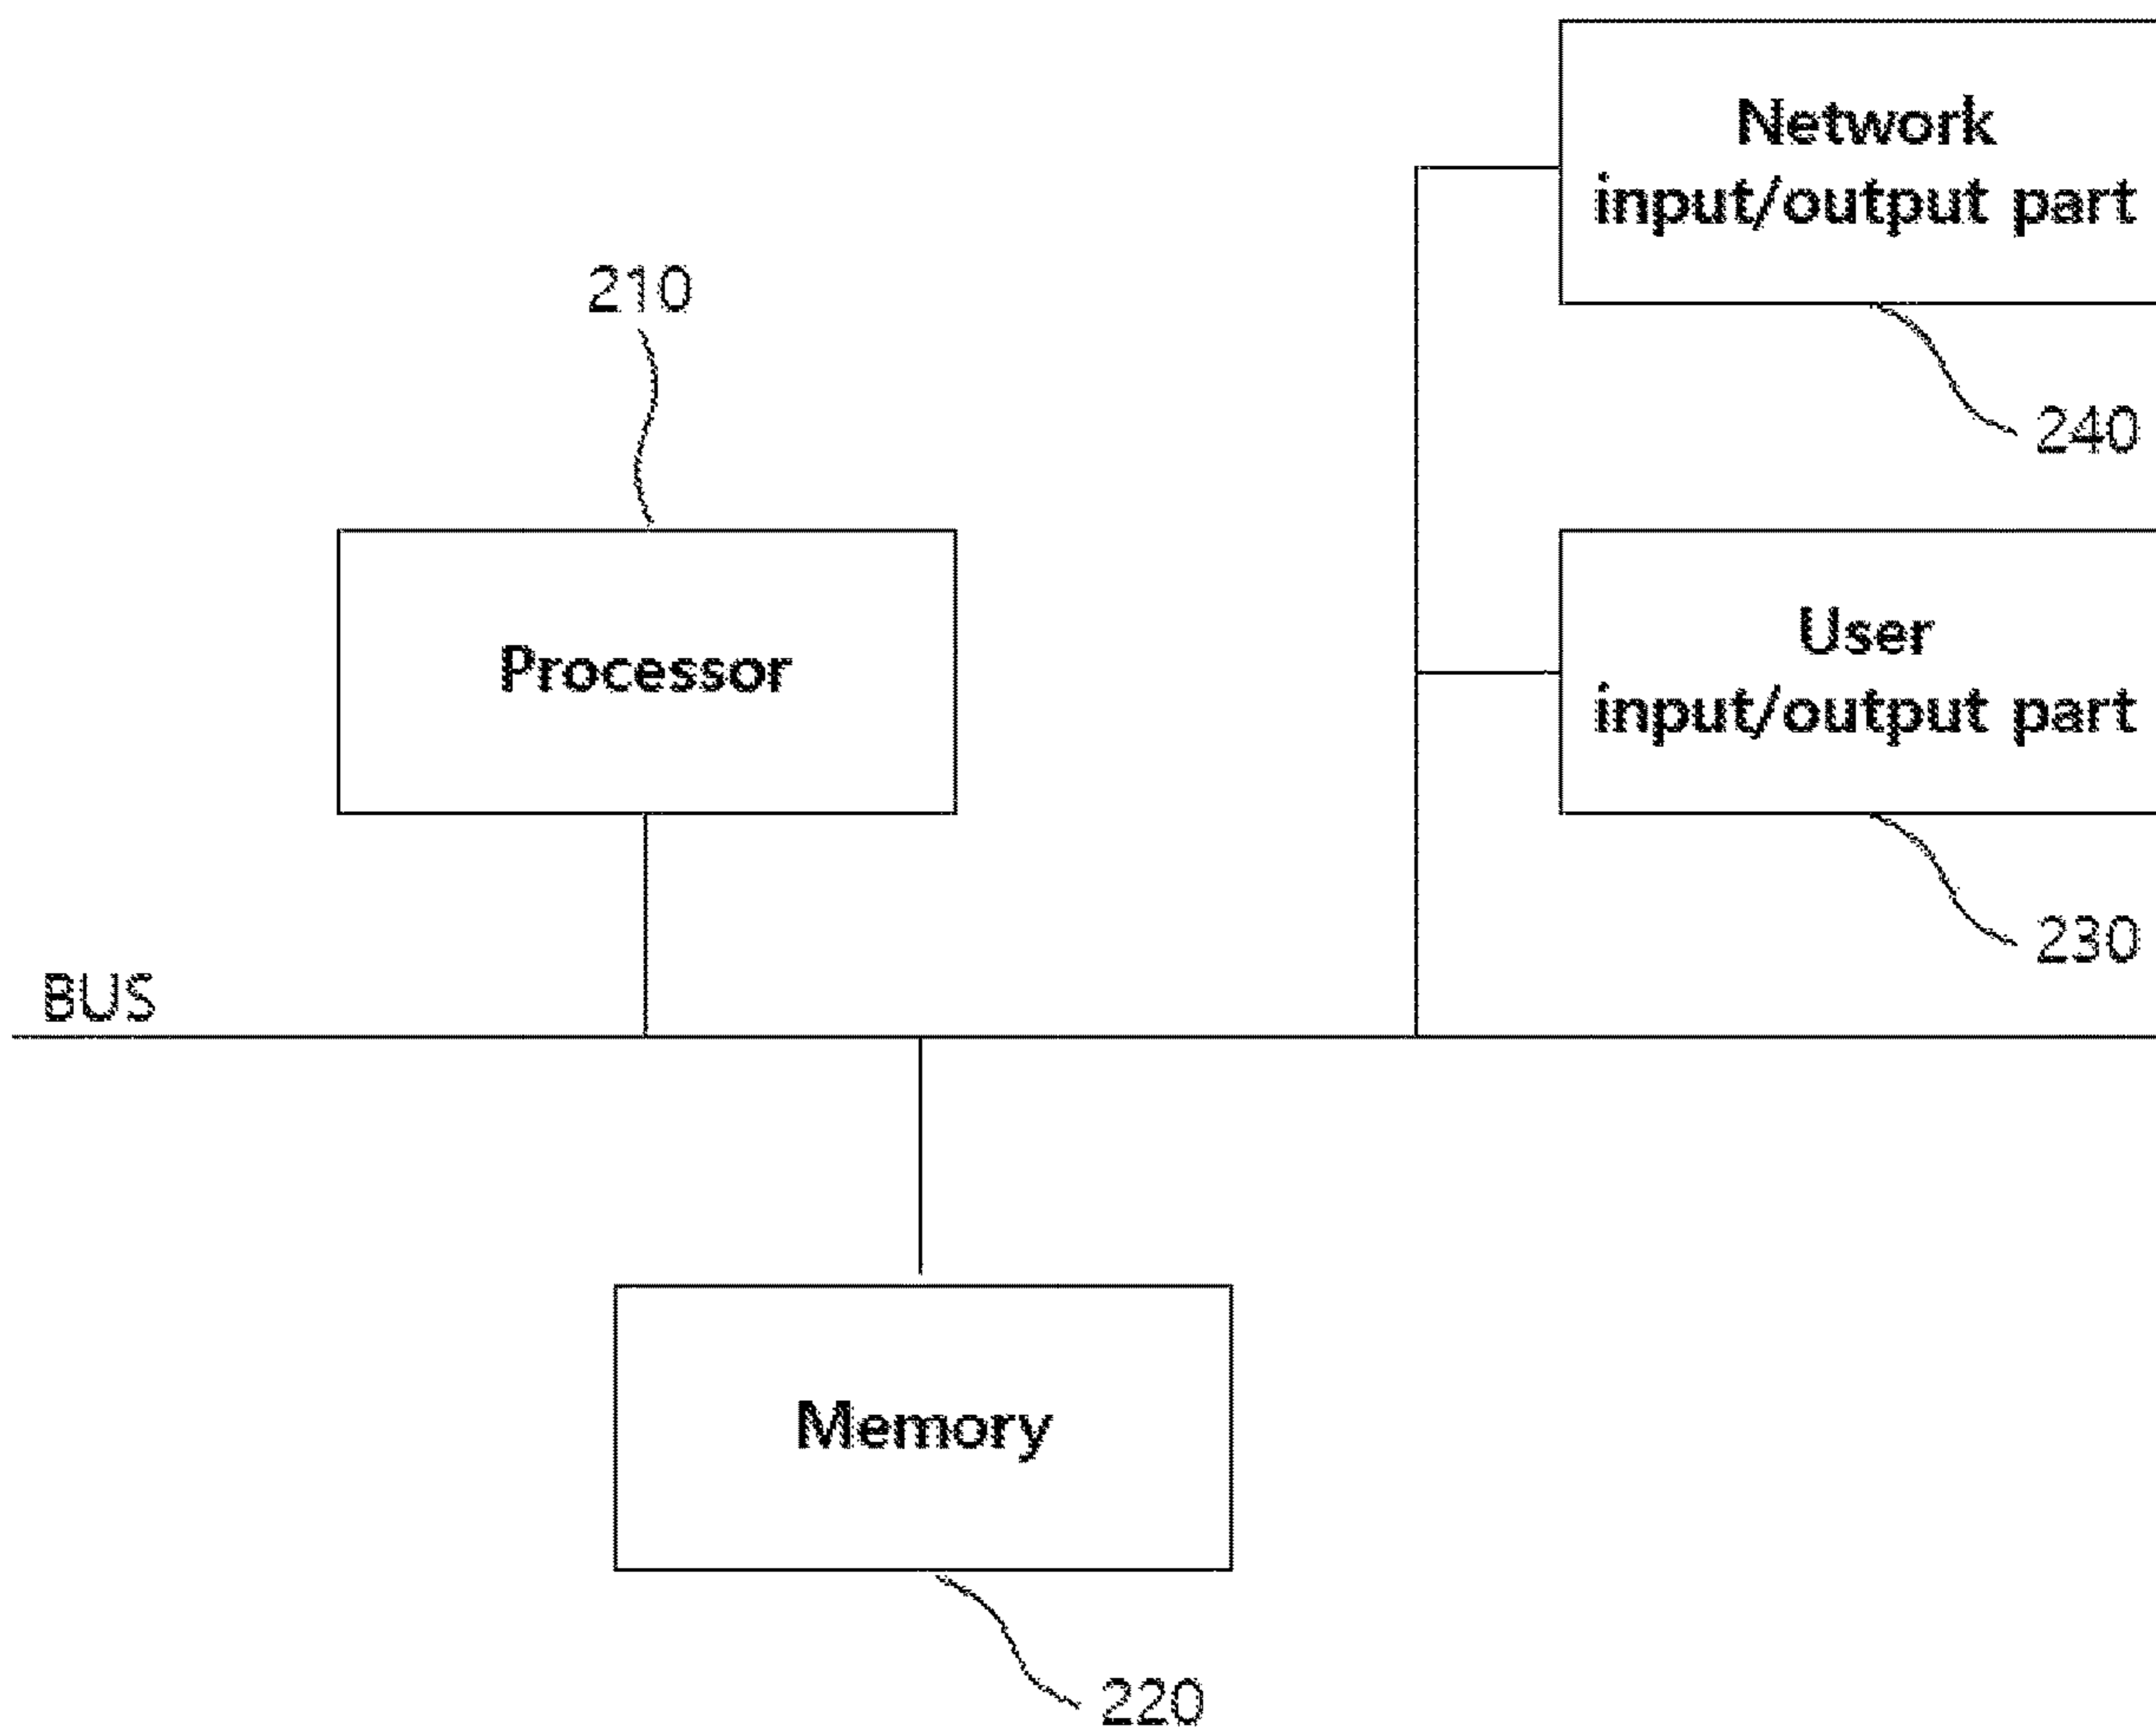 Network
input/output part
240
210
Processor
User
input/output part
230
BUS
Memory
220